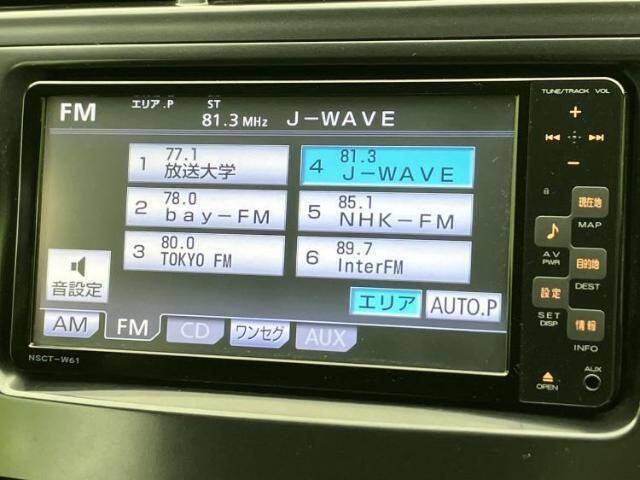 TUNE/TRACK VOL
FM エリア.P ST
81.3 MHz J-WAVE
1 77.1 放送大学
4 81.3 J-WAVE
2 78.0 bay-FM
5 85.1 NHK-FM
3 80.0 TOKYO FM
6 89.7 InterFM
音設定
エリア AUTO.P
AM FM CD ワンセグ AUX
NSCT-W61
現在地
MAP
AV PWR
目的地
DEST
設定
SET DISP
情報
INFO
OPEN
AUX